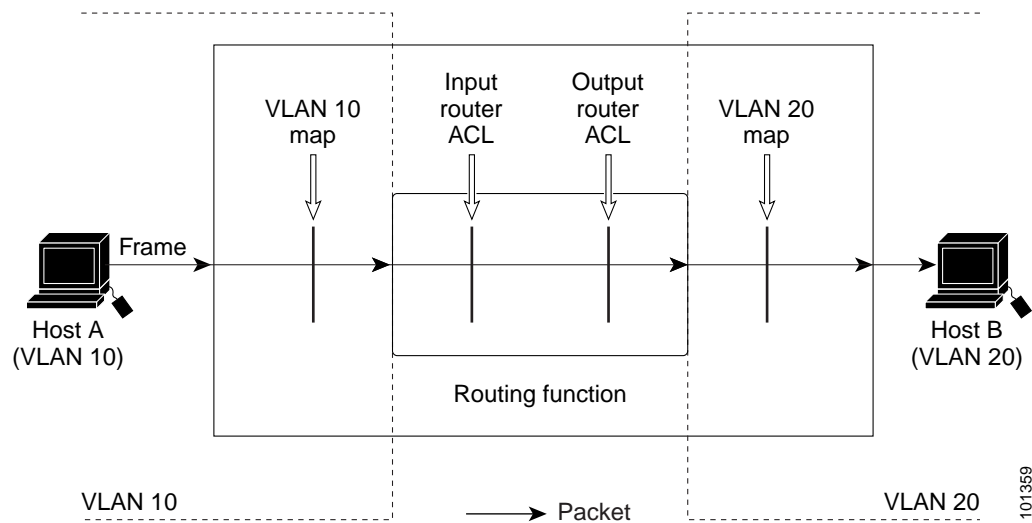 VLAN 10
map
Input
router
ACL
Output
router
ACL
VLAN 20
map
Frame
Host A
(VLAN 10)
Host B
(VLAN 20)
Routing function
VLAN 10
Packet
VLAN 20
101359